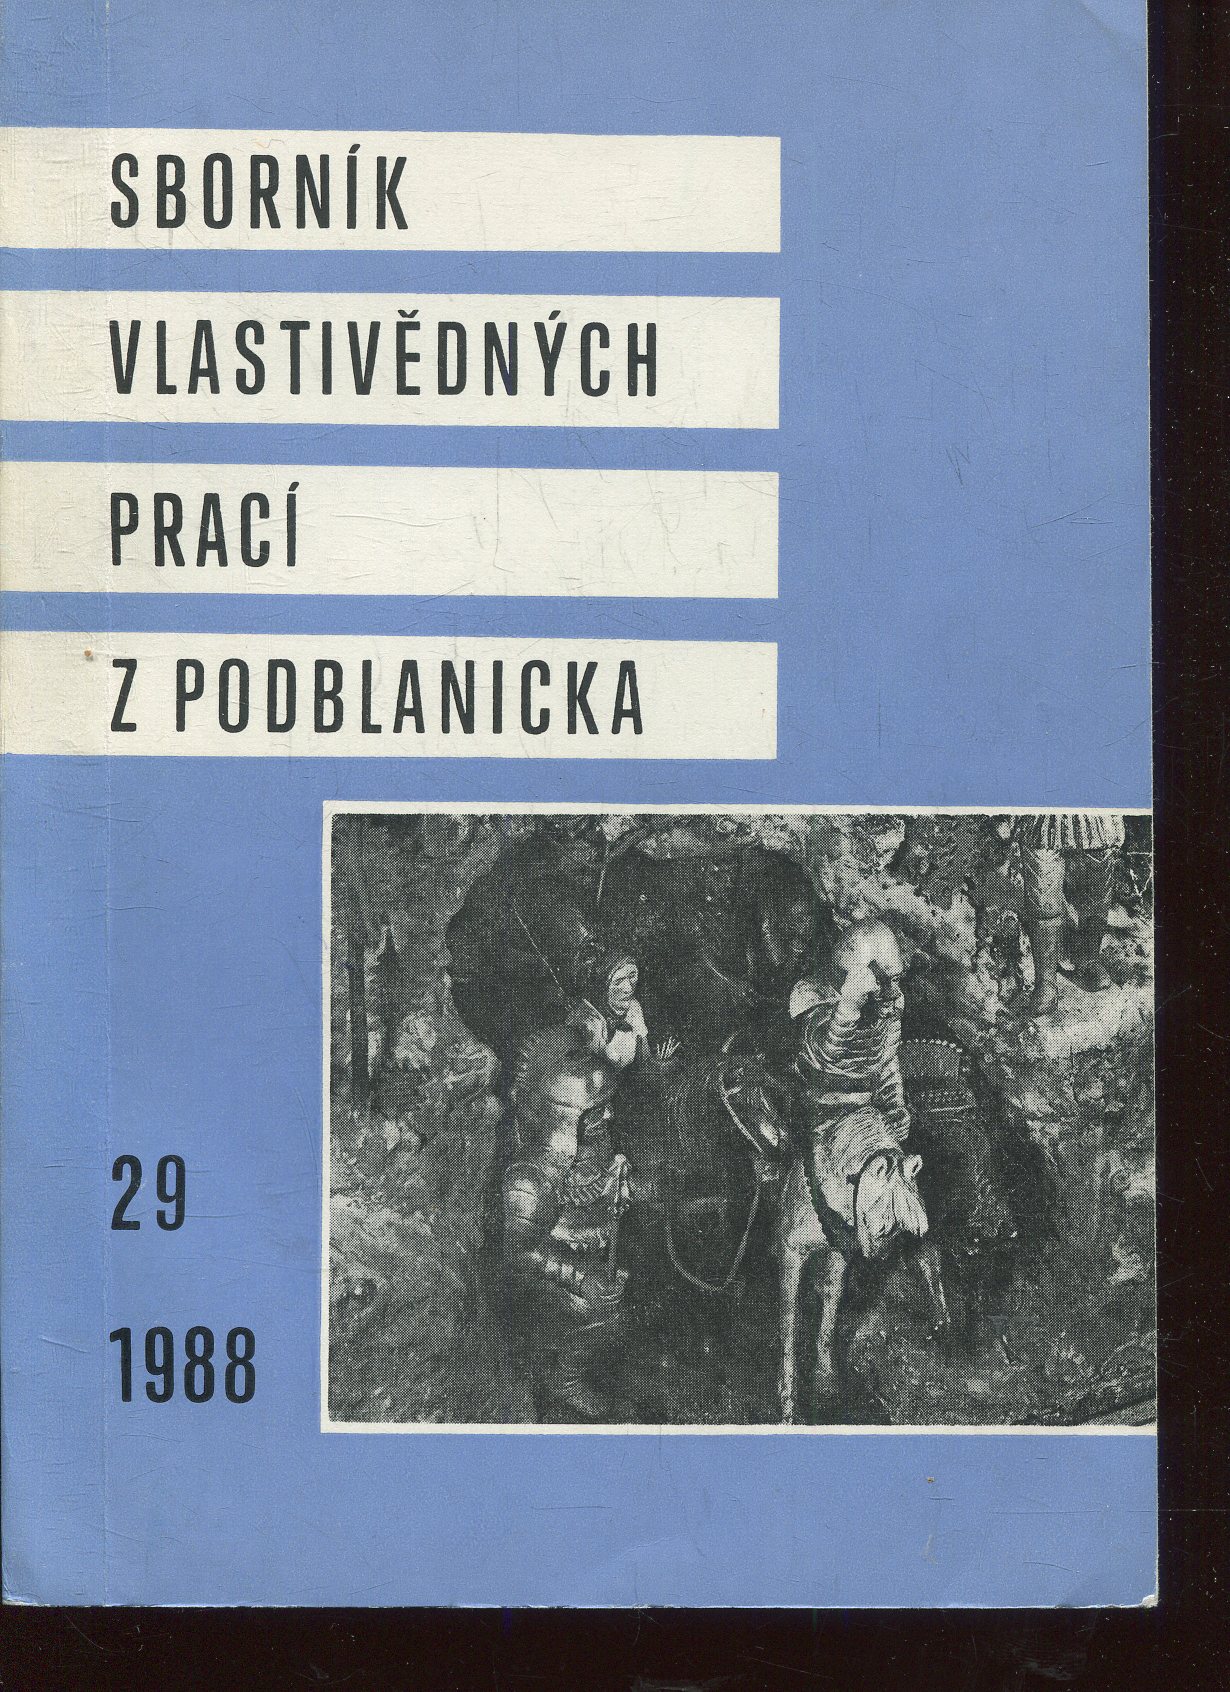 SBORNÍK
VLASTIVĚDNÝCH
PRACÍ
Z PODBLANICKA
29
1988